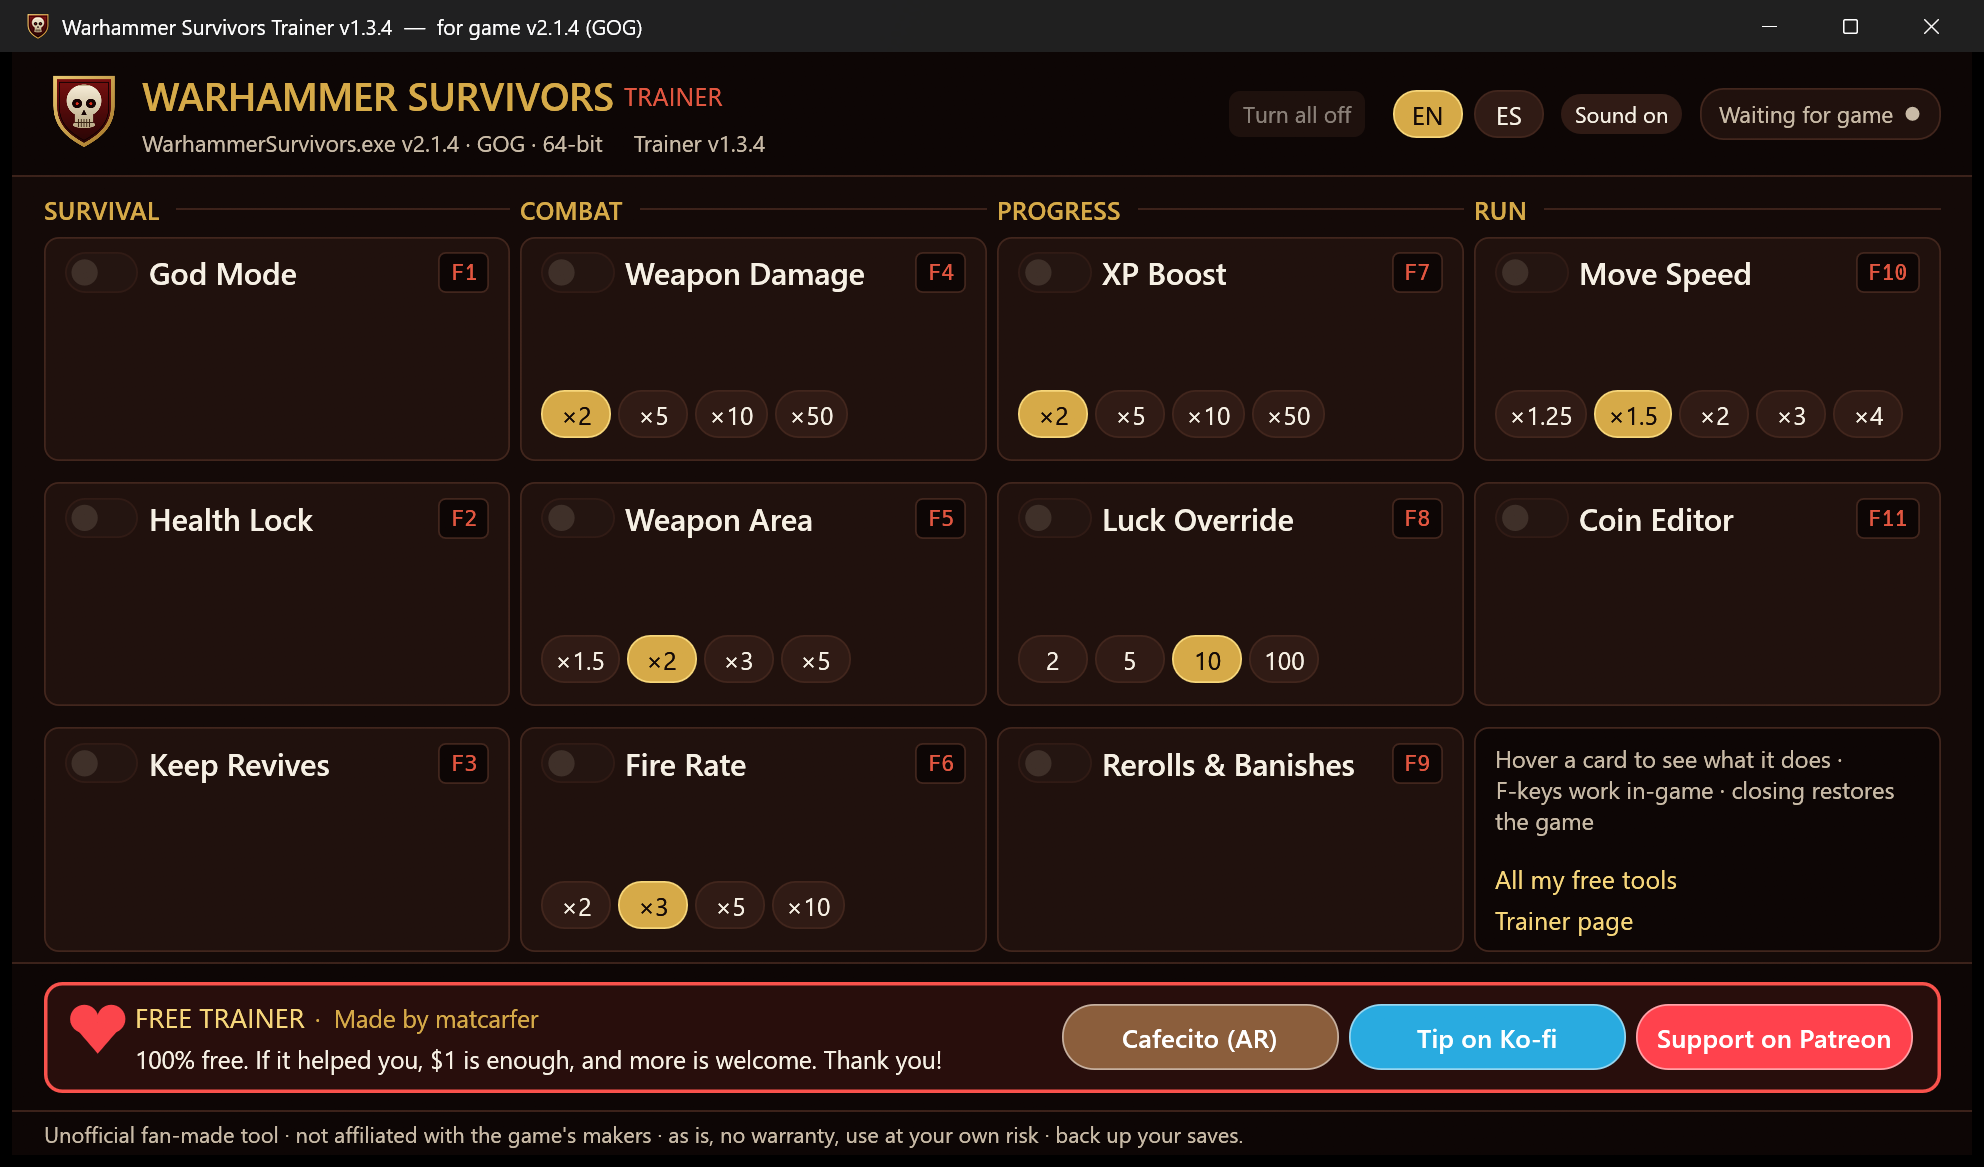 Warhammer Survivors Trainer v1.3.4 — for game v2.1.4 (GOG)
WARHAMMER SURVIVORS TRAINER
WarhammerSurvivors.exe v2.1.4 · GOG · 64-bit Trainer v1.3.4
Turn all off EN ES Sound on Waiting for game
SURVIVAL
God Mode F1
Health Lock F2
Keep Revives F3
COMBAT
Weapon Damage F4
×2 ×5 ×10 ×50
Weapon Area F5
×1.5 ×2 ×3 ×5
Fire Rate F6
×2 ×3 ×5 ×10
PROGRESS
XP Boost F7
×2 ×5 ×10 ×50
Luck Override F8
2 5 10 100
Rerolls & Banishes F9
RUN
Move Speed F10
×1.25 ×1.5 ×2 ×3 ×4
Coin Editor F11
Hover a card to see what it does ·
F-keys work in-game · closing restores
the game
All my free tools
Trainer page
FREE TRAINER · Made by matcarfer
100% free. If it helped you, $1 is enough, and more is welcome. Thank you!
Cafecito (AR) Tip on Ko-fi Support on Patreon
Unofficial fan-made tool · not affiliated with the game's makers · as is, no warranty, use at your own risk · back up your saves.